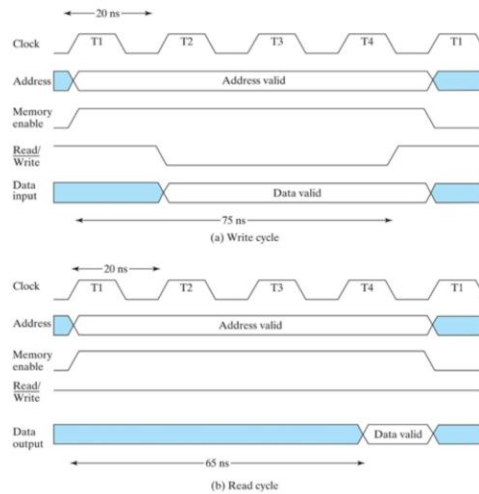 20 ns
Clock T1 T2 T3 T4 T1
Address Address valid
Memory
enable
Read/
Write
Data
input Data valid
75 ns
(a) Write cycle
20 ns
Clock T1 T2 T3 T4 T1
Address Address valid
Memory
enable
Read/
Write
Data
output Data valid
65 ns
(b) Read cycle